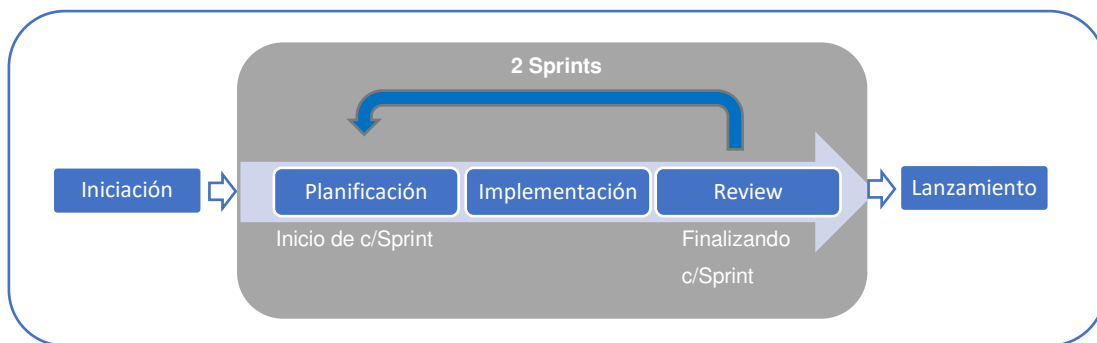 2 Sprints
Iniciación
Planificación
Implementación
Review
Lanzamiento
Inicio de c/Sprint
Finalizando
c/Sprint